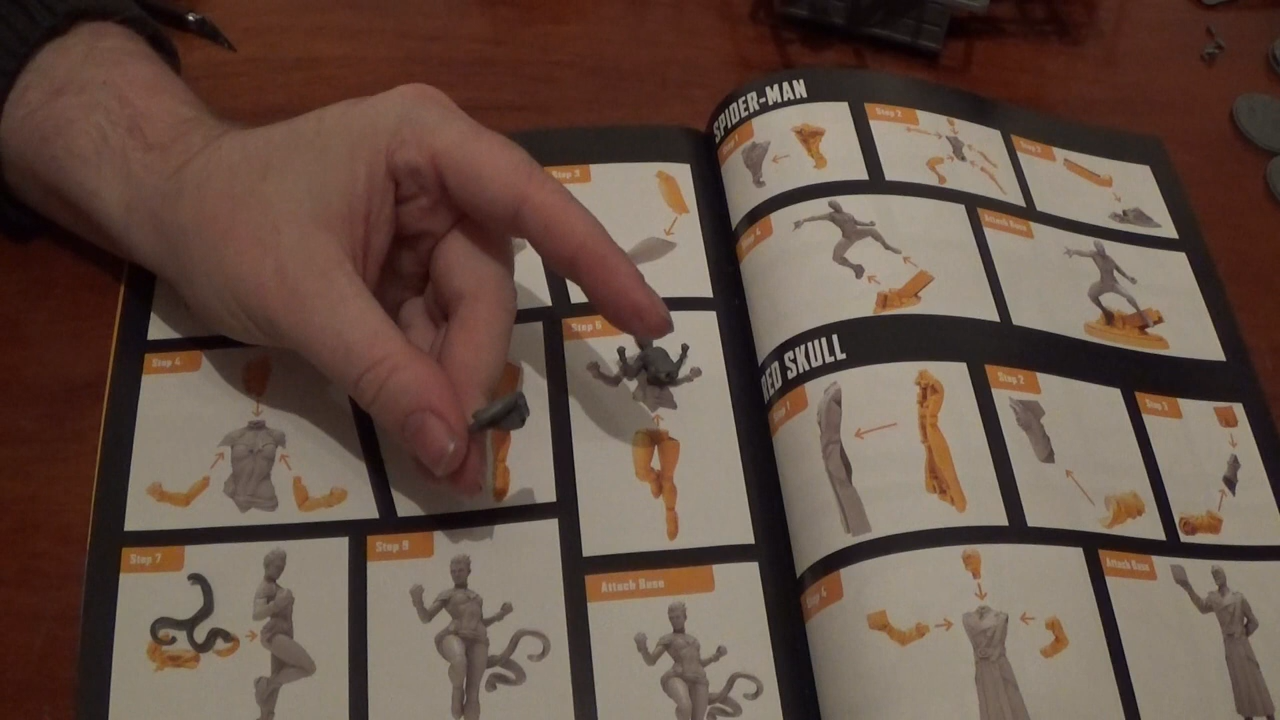 Step 3
Step 4
Step 6
Step 7
Step 8
Attach Base
SPIDER-MAN
Step 1
Step 2
Step 3
Step 4
Attach Base
RED SKULL
Step 1
Step 2
Step 3
Step 4
Attach Base